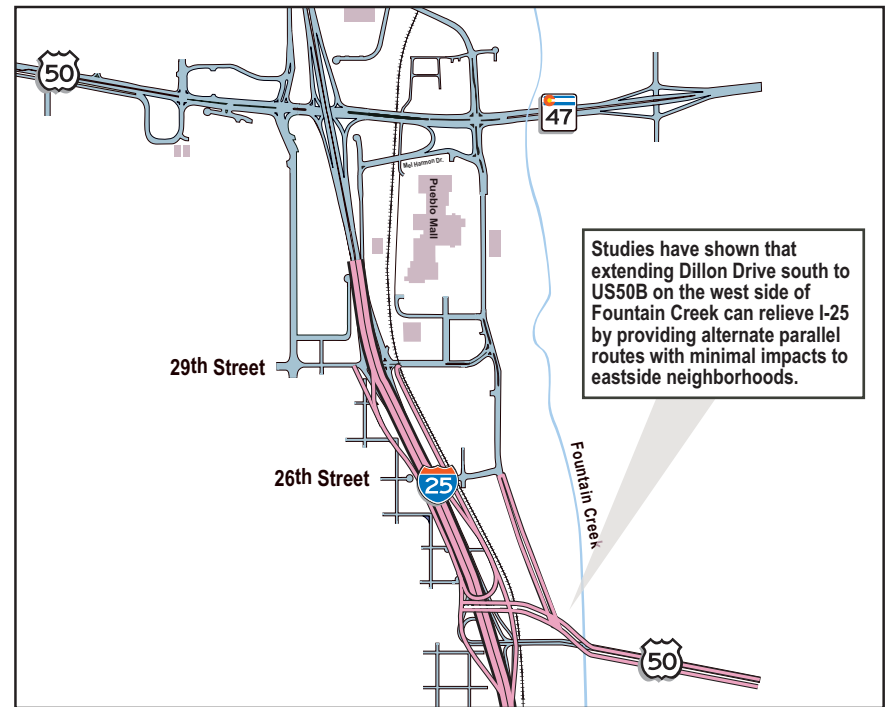 50
47
Mel Harmon Dr.
Pueblo Mall
Studies have shown that
extending Dillon Drive south to
US50B on the west side of
Fountain Creek can relieve I-25
by providing alternate parallel
routes with minimal impacts to
eastside neighborhoods.
29th Street
Fountain Creek
26th Street
25
50